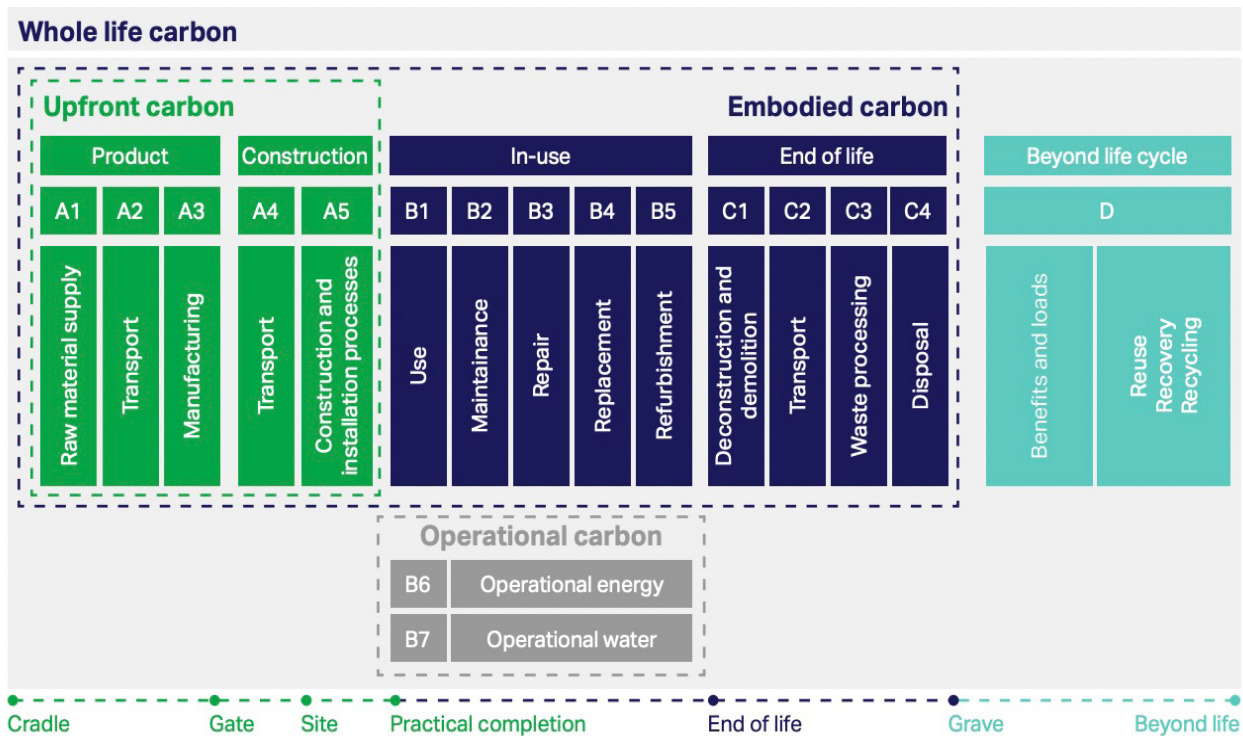 Whole life carbon
Upfront carbon
Embodied carbon
Product
Construction
In-use
End of life
Beyond life cycle
A1
A2
A3
A4
A5
B1
B2
B3
B4
B5
C1
C2
C3
C4
D
Raw material supply
Transport
Manufacturing
Transport
Construction and
installation processes
Use
Maintainance
Repair
Replacement
Refurbishment
Deconstruction and
demolition
Transport
Waste processing
Disposal
Benefits and loads
Reuse
Recovery
Recycling
Operational carbon
B6
Operational energy
B7
Operational water
Cradle
Gate
Site
Practical completion
End of life
Grave
Beyond life